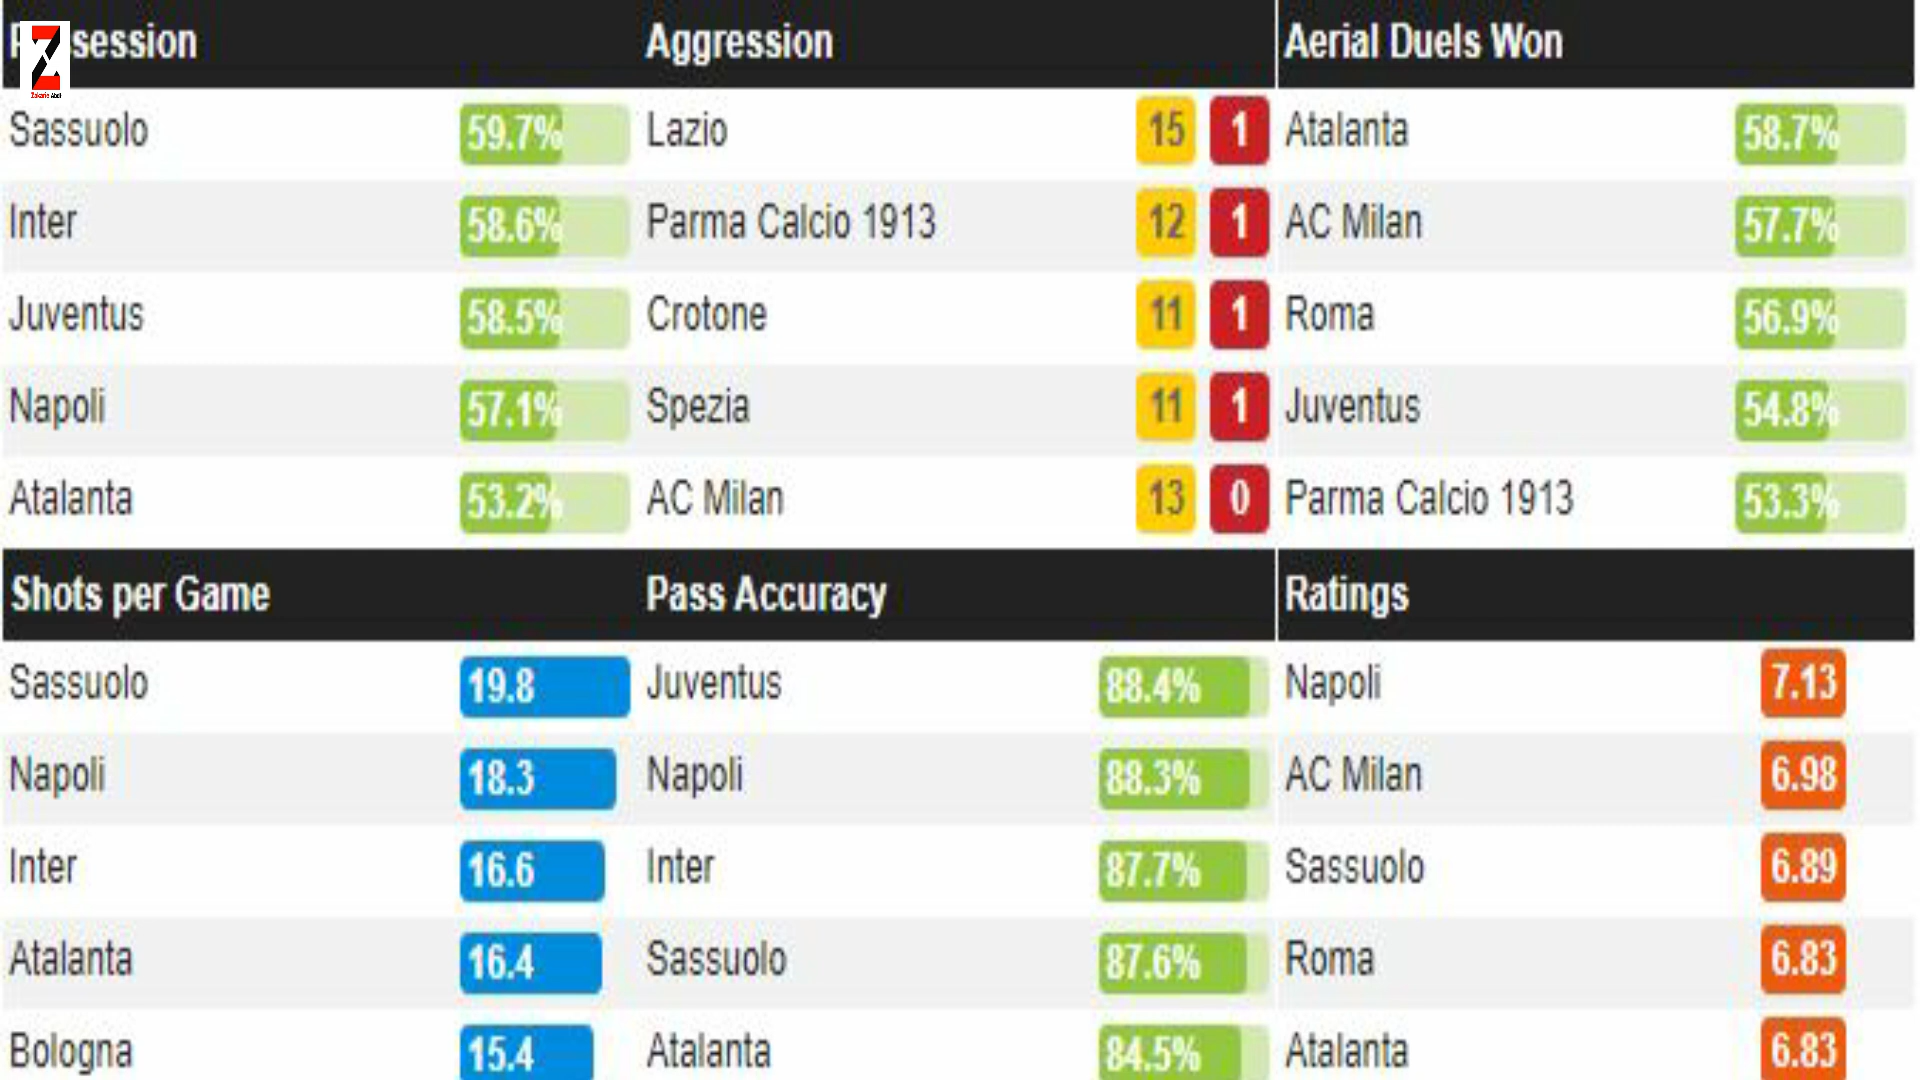 Possession Aggression Aerial Duels Won
Zakarie Abdi
Sassuolo 59.7% Lazio 15 1 Atalanta 58.7%
Inter 58.6% Parma Calcio 1913 12 1 AC Milan 57.7%
Juventus 58.5% Crotone 11 1 Roma 56.9%
Napoli 57.1% Spezia 11 1 Juventus 54.8%
Atalanta 53.2% AC Milan 13 0 Parma Calcio 1913 53.3%
Shots per Game Pass Accuracy Ratings
Sassuolo 19.8 Juventus 88.4% Napoli 7.13
Napoli 18.3 Napoli 88.3% AC Milan 6.98
Inter 16.6 Inter 87.7% Sassuolo 6.89
Atalanta 16.4 Sassuolo 87.6% Roma 6.83
Bologna 15.4 Atalanta 84.5% Atalanta 6.83